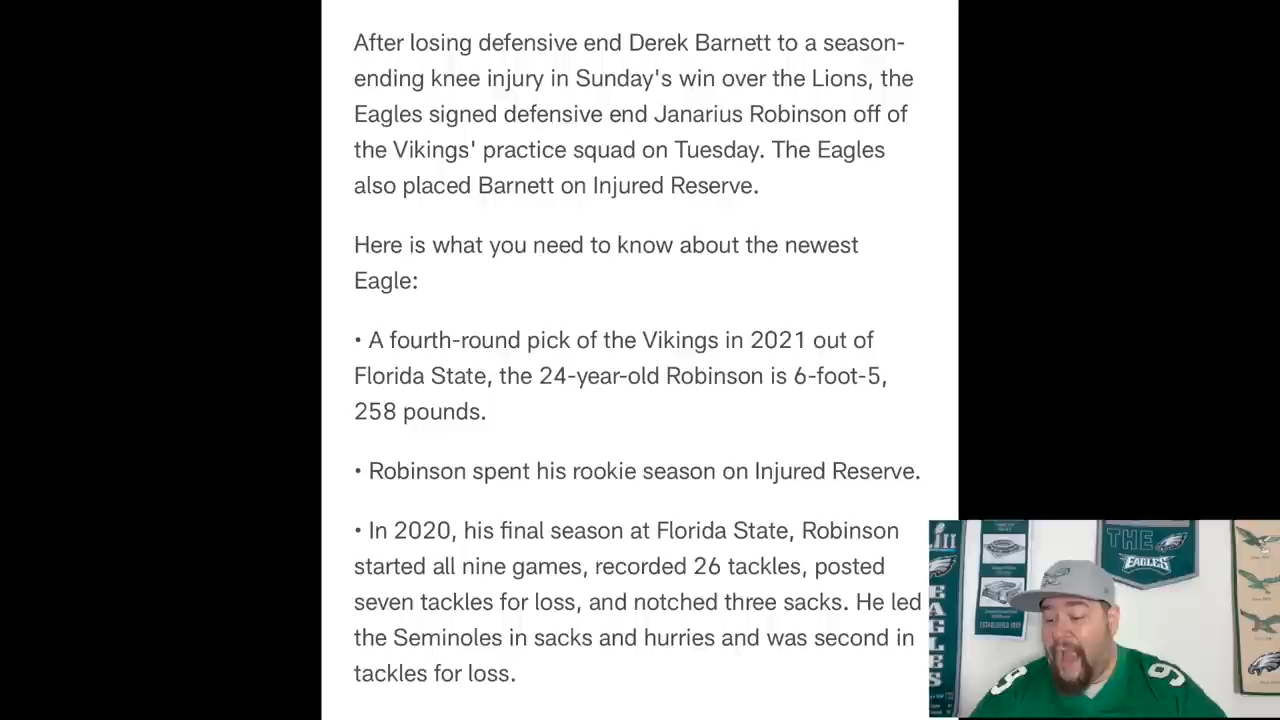 After losing defensive end Derek Barnett to a season-
ending knee injury in Sunday's win over the Lions, the
Eagles signed defensive end Janarius Robinson off of
the Vikings' practice squad on Tuesday. The Eagles
also placed Barnett on Injured Reserve.
Here is what you need to know about the newest
Eagle:
• A fourth-round pick of the Vikings in 2021 out of
Florida State, the 24-year-old Robinson is 6-foot-5,
258 pounds.
• Robinson spent his rookie season on Injured Reserve.
• In 2020, his final season at Florida State, Robinson
started all nine games, recorded 26 tackles, posted
seven tackles for loss, and notched three sacks. He led
the Seminoles in sacks and hurries and was second in
tackles for loss.
LII
EAGLES
THE
EAGLES